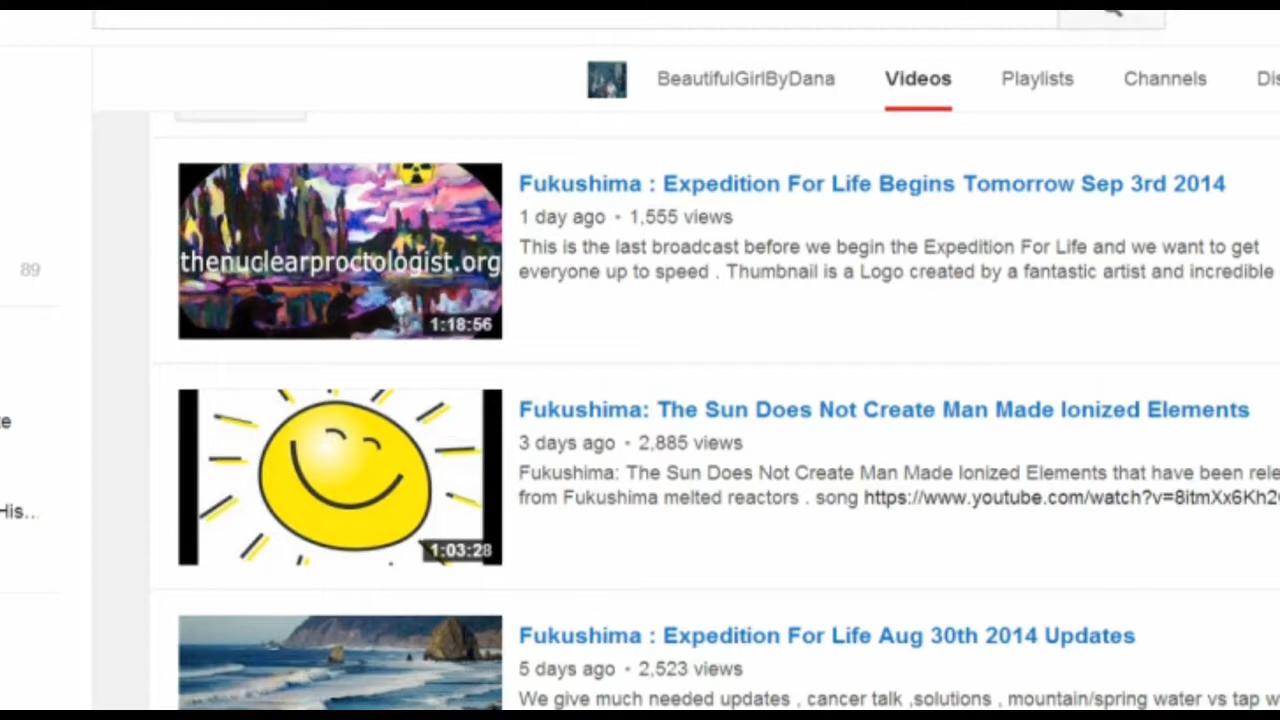 BeautifulGirlByDana Videos Playlists Channels Dis
89
thenuclearproctologist.org
1:18:56
Fukushima : Expedition For Life Begins Tomorrow Sep 3rd 2014
1 day ago • 1,555 views
This is the last broadcast before we begin the Expedition For Life and we want to get
everyone up to speed . Thumbnail is a Logo created by a fantastic artist and incredible
1:03:28
Fukushima: The Sun Does Not Create Man Made Ionized Elements
3 days ago • 2,885 views
Fukushima: The Sun Does Not Create Man Made Ionized Elements that have been rele
from Fukushima melted reactors . song https://www.youtube.com/watch?v=8itmXx6Kh2
His...
Fukushima : Expedition For Life Aug 30th 2014 Updates
5 days ago • 2,523 views
We give much needed updates , cancer talk ,solutions , mountain/spring water vs tap w